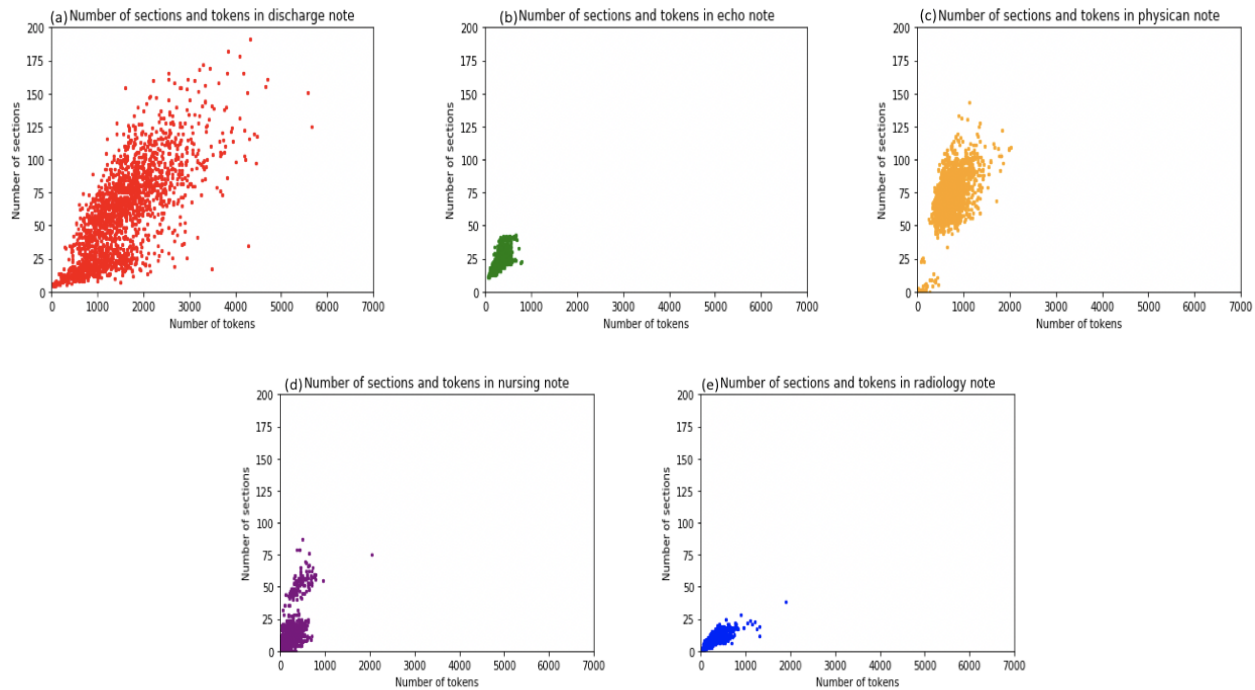 (a) Number of sections and tokens in discharge note
200
175
150
125
100
75
50
25
0
Number of sections
0 1000 2000 3000 4000 5000 6000 7000
Number of tokens
(b) Number of sections and tokens in echo note
200
175
150
125
100
75
50
25
0
Number of sections
0 1000 2000 3000 4000 5000 6000 7000
Number of tokens
(c) Number of sections and tokens in physican note
200
175
150
125
100
75
50
25
0
Number of sections
0 1000 2000 3000 4000 5000 6000 7000
Number of tokens
(d) Number of sections and tokens in nursing note
200
175
150
125
100
75
50
25
0
Number of sections
0 1000 2000 3000 4000 5000 6000 7000
Number of tokens
(e) Number of sections and tokens in radiology note
200
175
150
125
100
75
50
25
0
Number of sections
0 1000 2000 3000 4000 5000 6000 7000
Number of tokens